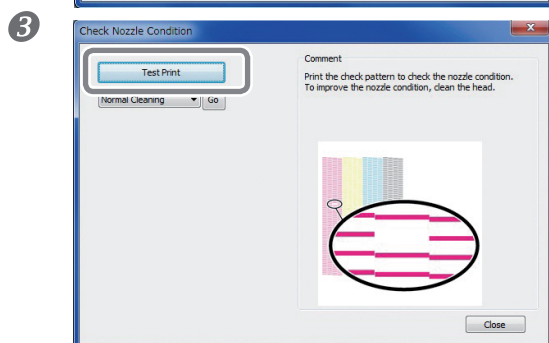 3
Check Nozzle Condition
Test Print
Normal Cleaning
Go
Comment
Print the check pattern to check the nozzle condition.
To improve the nozzle condition, clean the head.
Close